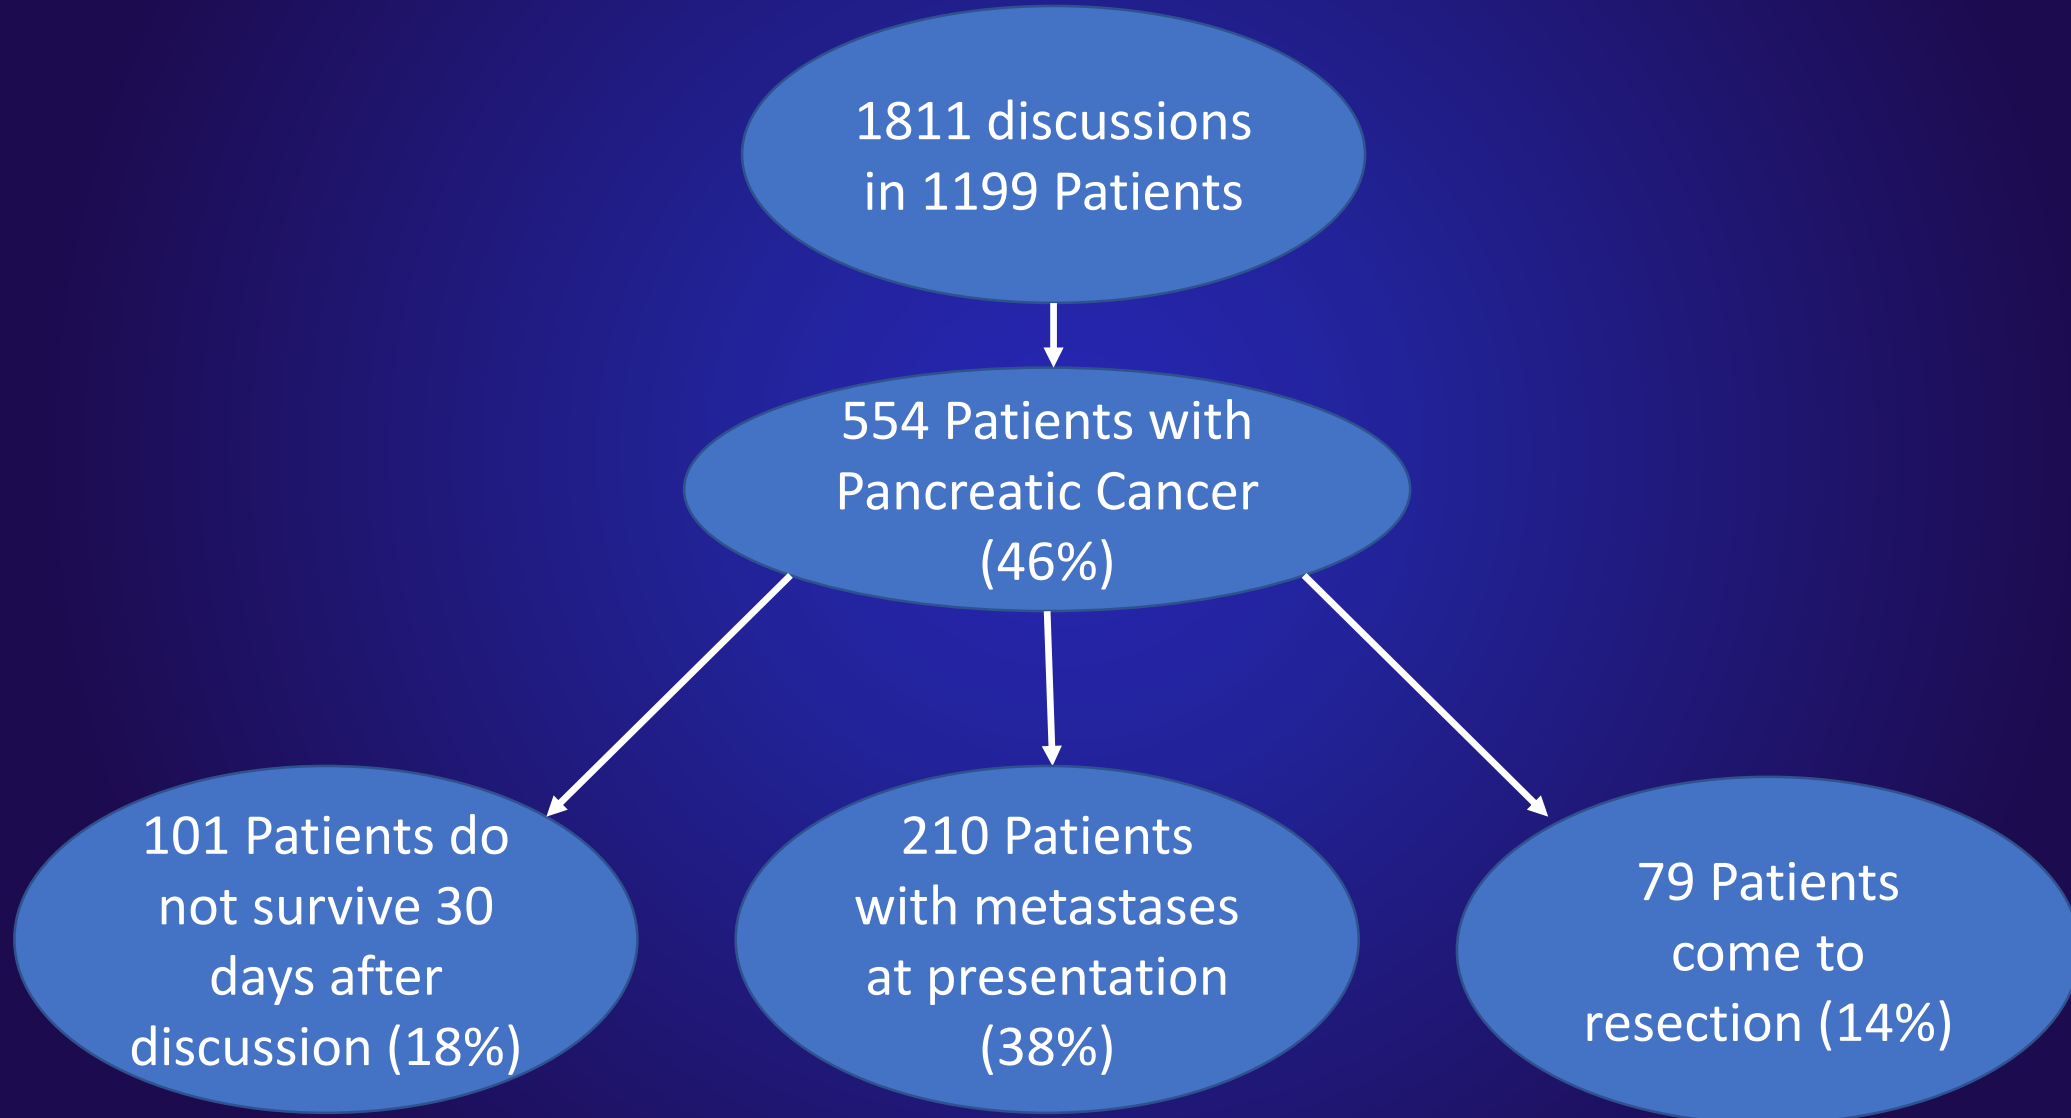 1811 discussions
in 1199 Patients
554 Patients with
Pancreatic Cancer
(46%)
101 Patients do
not survive 30
days after
discussion (18%)
210 Patients
with metastases
at presentation
(38%)
79 Patients
come to
resection (14%)